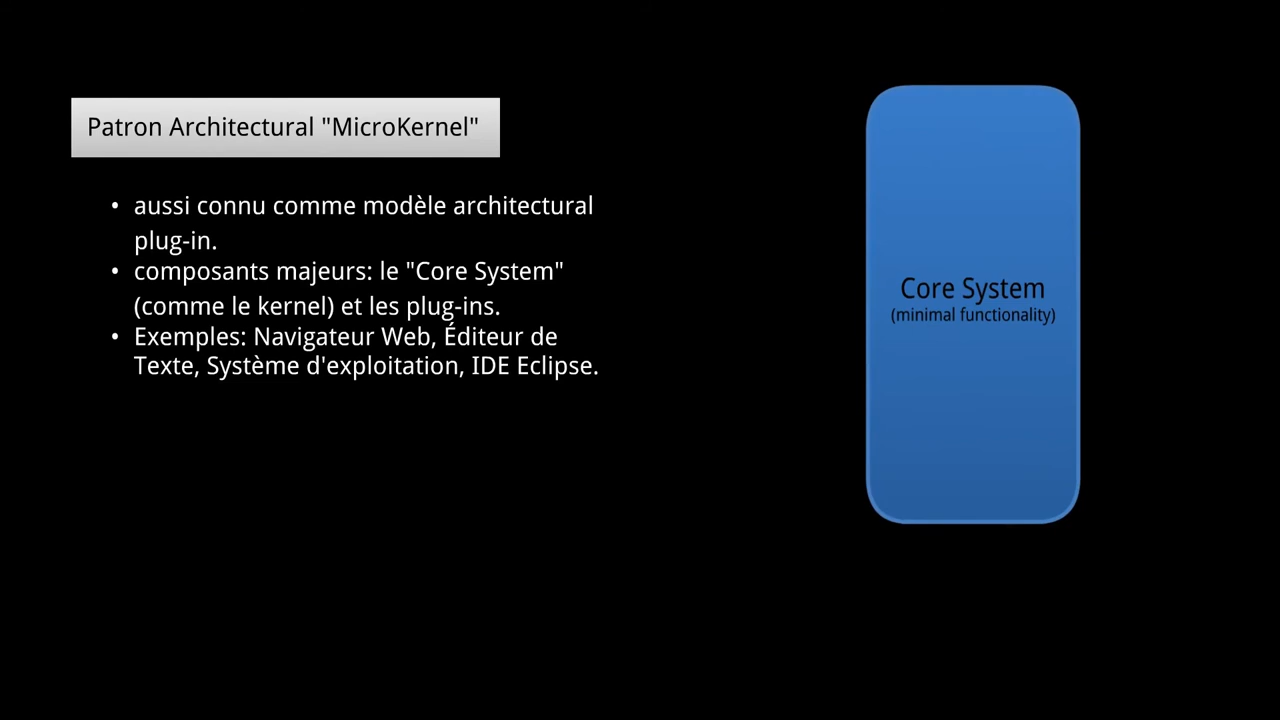 Patron Architectural "MicroKernel"
• aussi connu comme modèle architectural
plug-in.
• composants majeurs: le "Core System"
(comme le kernel) et les plug-ins.
• Exemples: Navigateur Web, Éditeur de
Texte, Système d'exploitation, IDE Eclipse.
Core System
(minimal functionality)